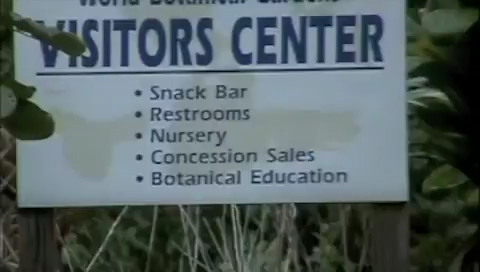 World Botanical Gardens
VISITORS CENTER
• Snack Bar
• Restrooms
• Nursery
• Concession Sales
• Botanical Education